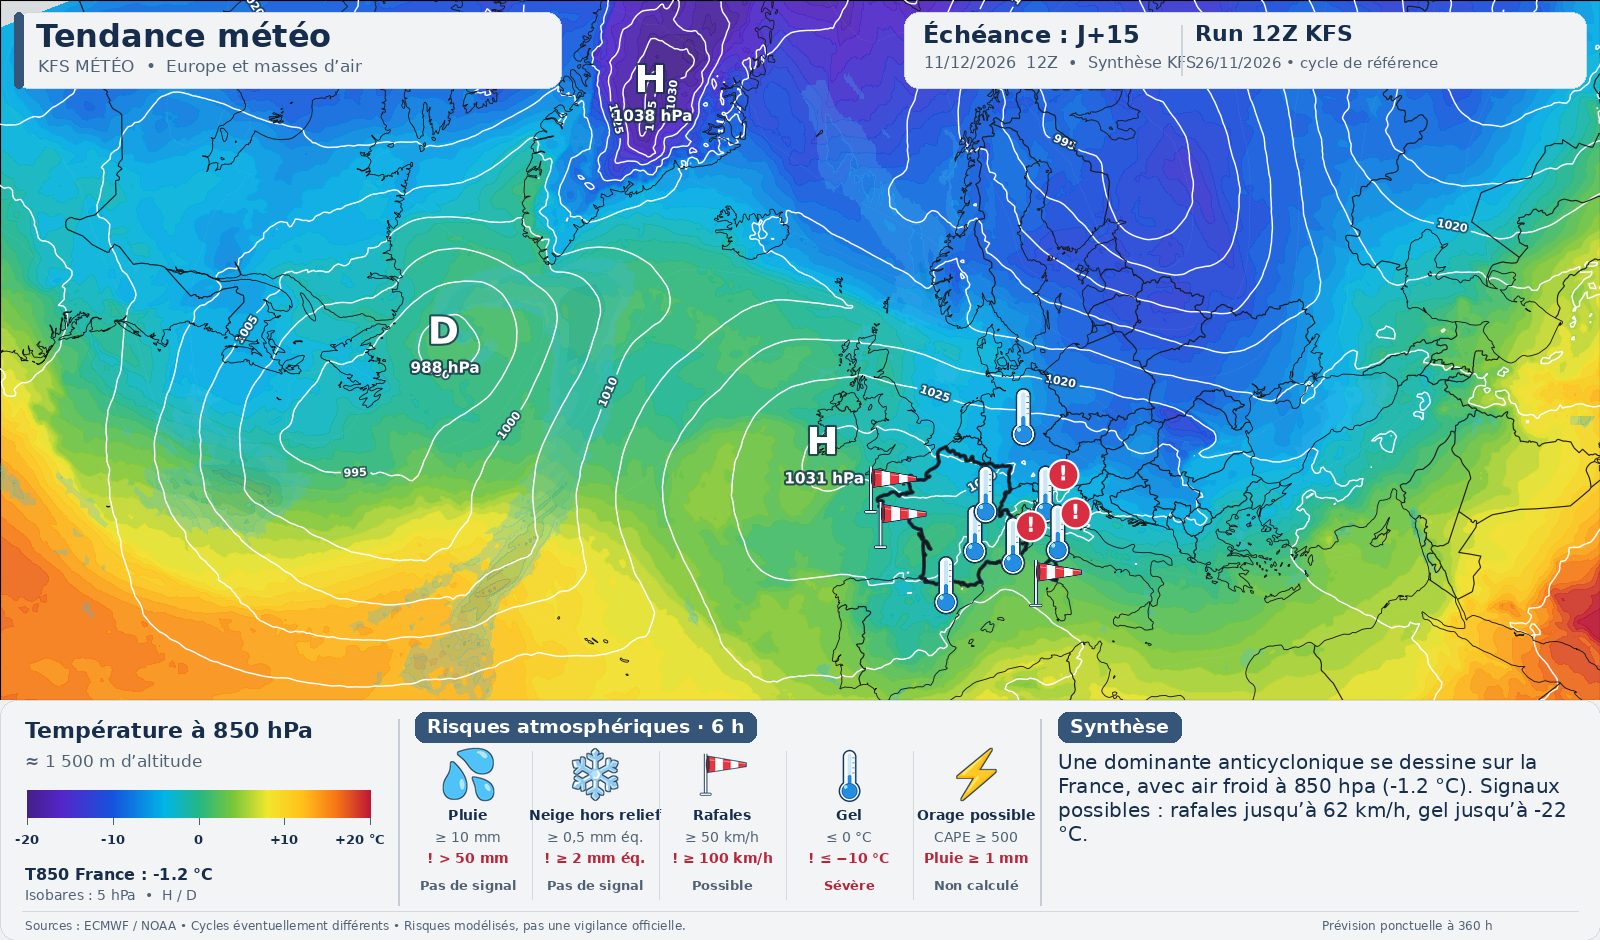 Tendance météo
KFS MÉTÉO • Europe et masses d’air
Échéance : J+15
11/12/2026 12Z • Synthèse KFS
Run 12Z KFS
26/11/2026 • cycle de référence
H
1038 hPa
1030
995
1020
D
988 hPa
1005
1010
1000
995
1025
1020
H
1031 hPa
!
!
!
Température à 850 hPa
≈ 1 500 m d’altitude
-20 -10 0 +10 +20 °C
T850 France : -1.2 °C
Isobares : 5 hPa • H / D
Risques atmosphériques · 6 h
Pluie
≥ 10 mm
! > 50 mm
Pas de signal
Neige hors relief
≥ 0,5 mm éq.
! ≥ 2 mm éq.
Pas de signal
Rafales
≥ 50 km/h
! ≥ 100 km/h
Possible
Gel
≤ 0 °C
! ≤ −10 °C
Sévère
Orage possible
CAPE ≥ 500
Pluie ≥ 1 mm
Non calculé
Synthèse
Une dominante anticyclonique se dessine sur la
France, avec air froid à 850 hpa (-1.2 °C). Signaux
possibles : rafales jusqu’à 62 km/h, gel jusqu’à -22
°C.
Sources : ECMWF / NOAA • Cycles éventuellement différents • Risques modélisés, pas une vigilance officielle.
Prévision ponctuelle à 360 h